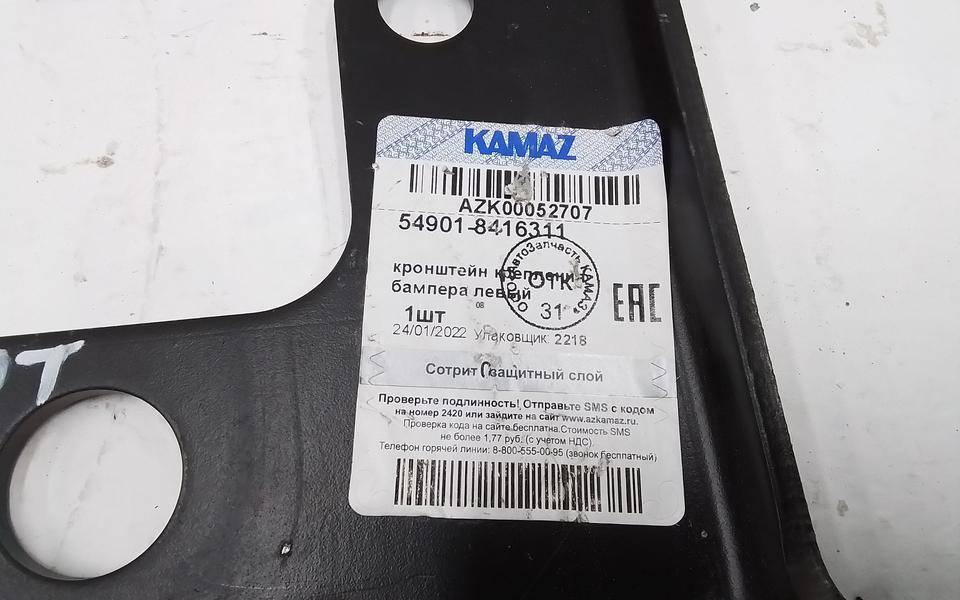 KAMAZ
AZK00052707
54901-8416311
кронштейн крепления
бампера левый
08
1шт
24/01/2022 Упаковщик: 2218
ООО АвтоЗапчасть КАМАЗ
ОТК
31
EAC
Сотрите защитный слой
Проверьте подлинность! Отправьте SMS с кодом
на номер 2420 или зайдите на сайт www.azkamaz.ru.
Проверка кода на сайте бесплатна.Стоимость SMS
не более 1,77 руб. (с учетом НДС).
Телефон горячей линии: 8-800-555-00-95 (звонок бесплатный)